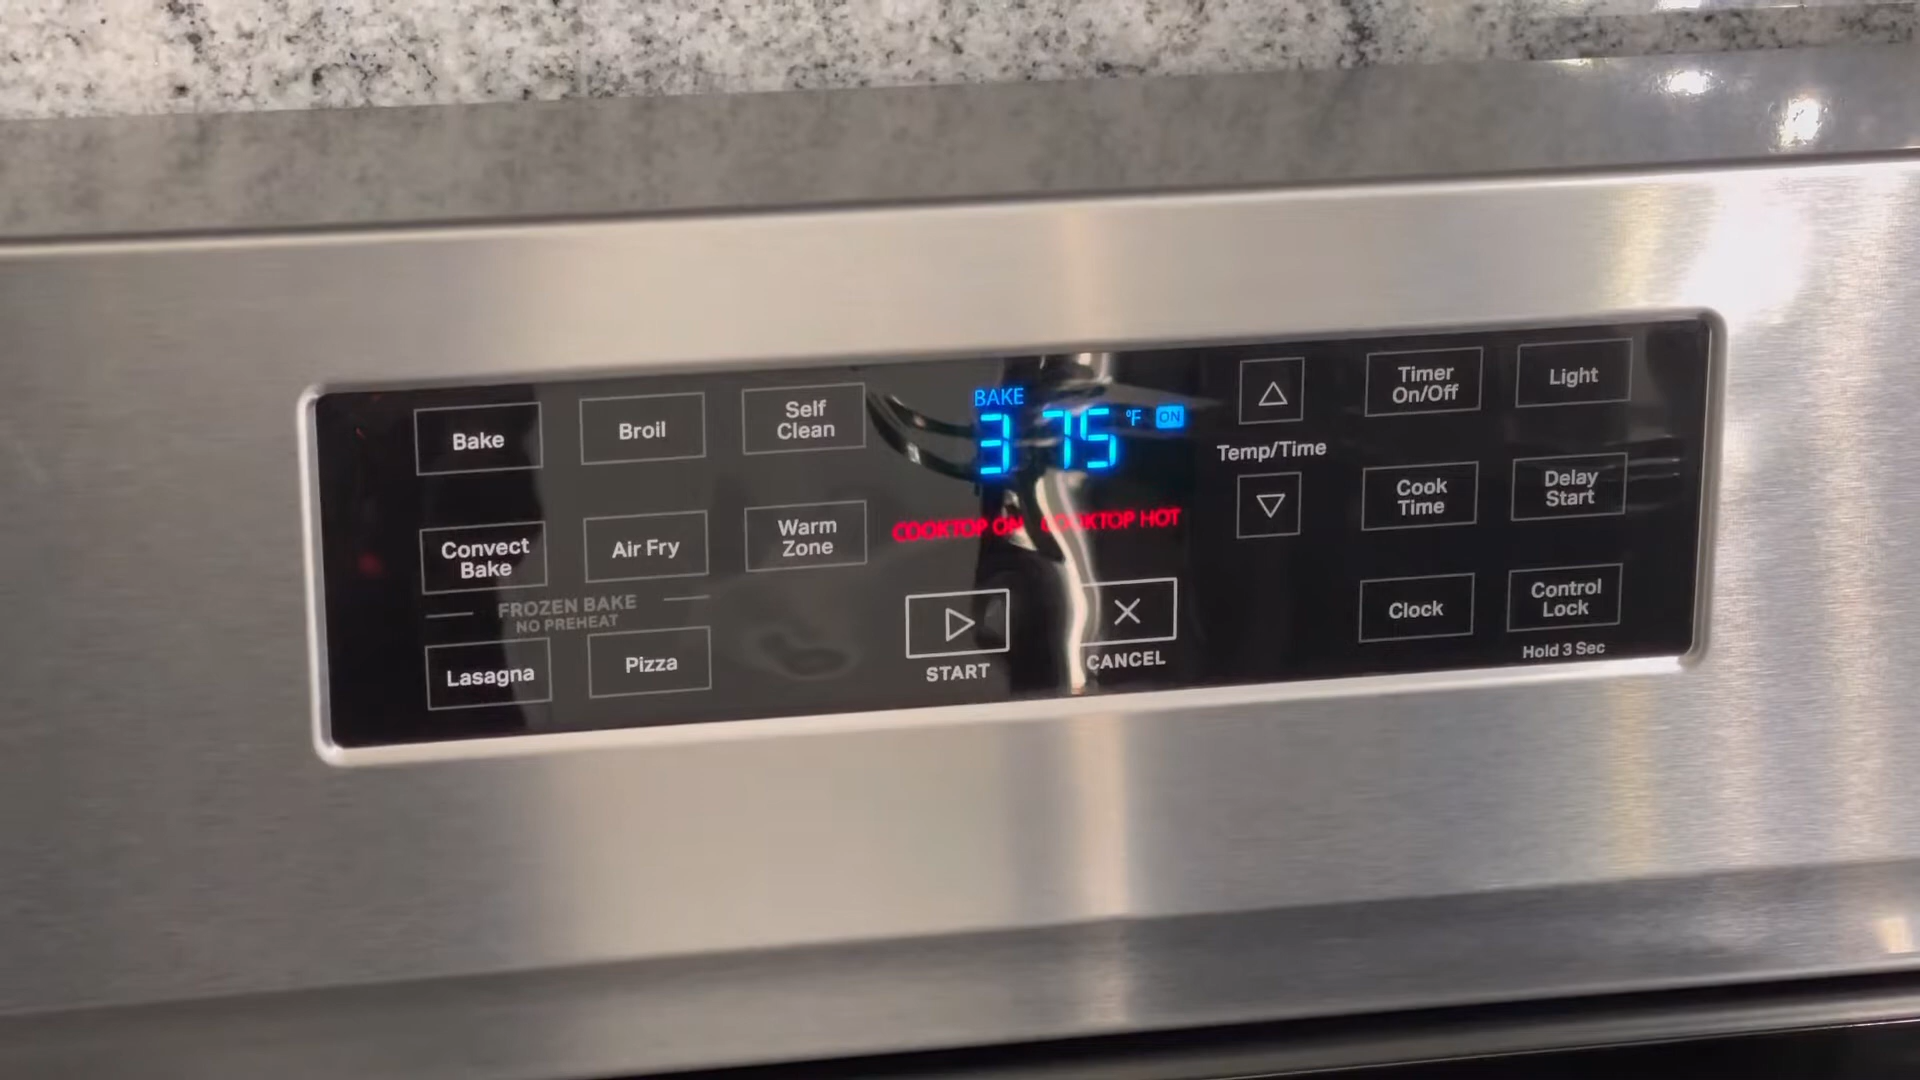 Bake
Broil
Self
Clean
BAKE
375 °F ON
Timer
On/Off
Light
Temp/Time
Convect
Bake
Air Fry
Warm
Zone
COOKTOP ON COOKTOP HOT
Cook
Time
Delay
Start
FROZEN BAKE
NO PREHEAT
Lasagna
Pizza
START
CANCEL
Clock
Control
Lock
Hold 3 Sec